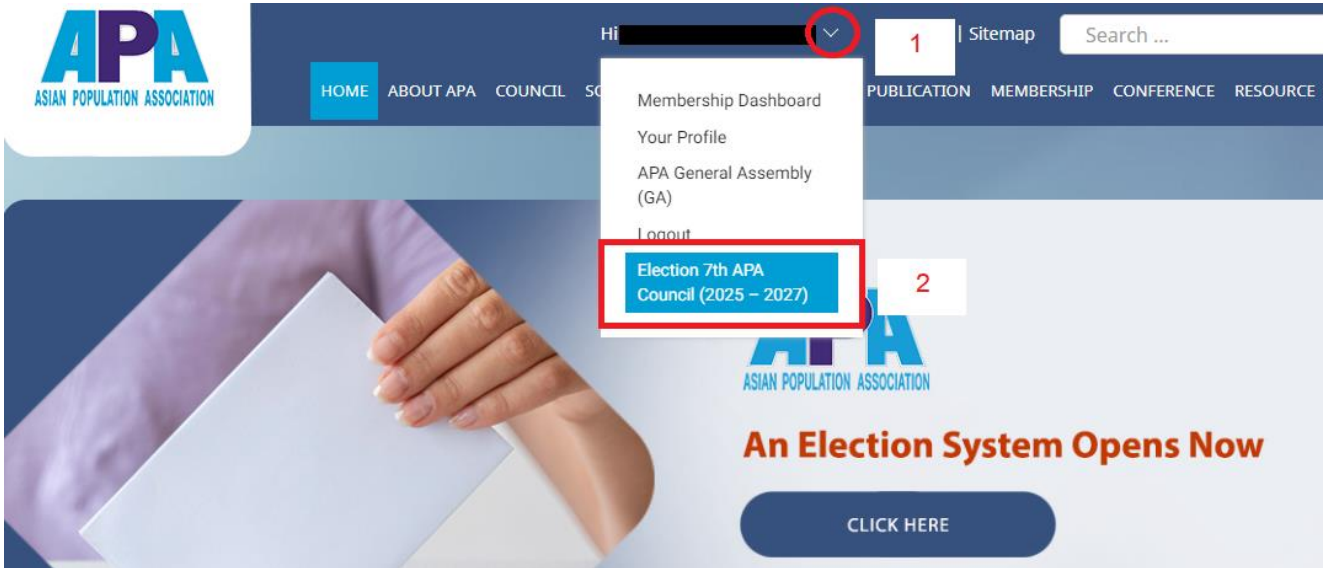 APA
ASIAN POPULATION ASSOCIATION
Hi
1
| Sitemap
Search ...
HOME ABOUT APA COUNCIL PUBLICATION MEMBERSHIP CONFERENCE RESOURCE
Membership Dashboard
Your Profile
APA General Assembly
(GA)
Logout
Election 7th APA
Council (2025 – 2027)
2
APA
ASIAN POPULATION ASSOCIATION
An Election System Opens Now
CLICK HERE